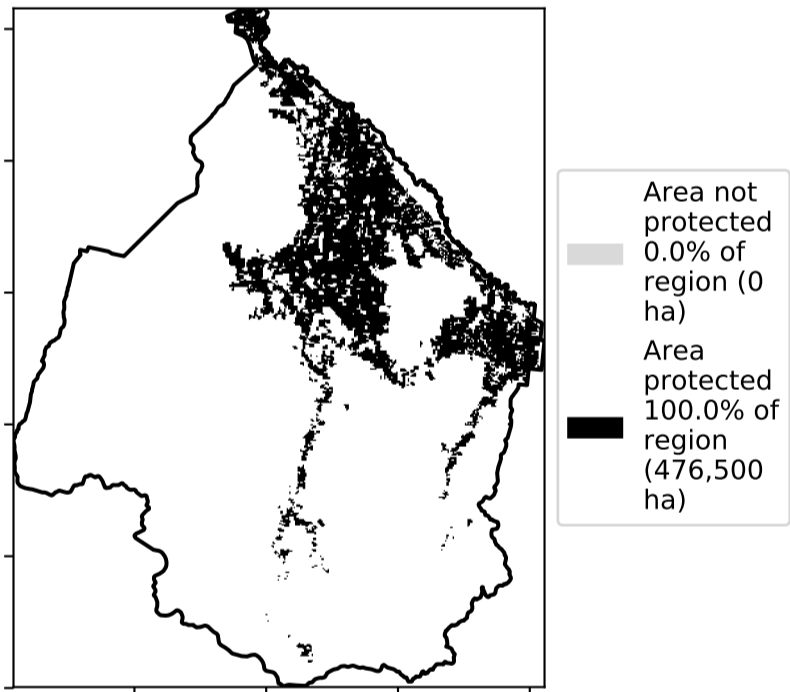 Area not
protected
0.0% of
region (0
ha)
Area
protected
100.0% of
region
(476,500
ha)